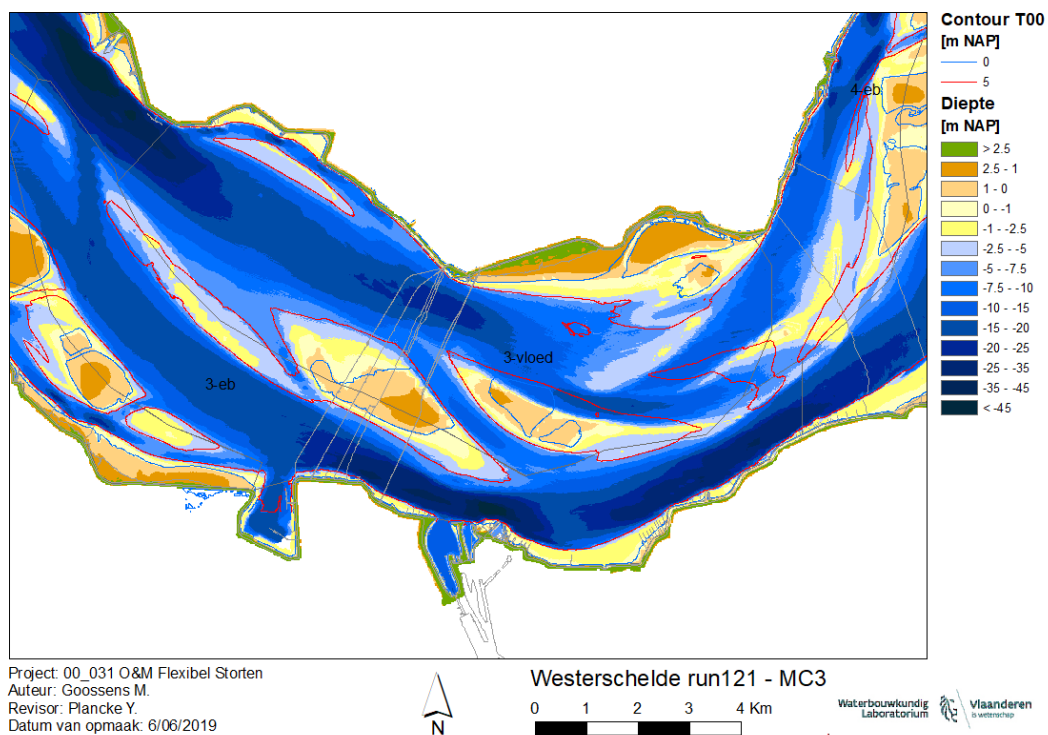 Contour T00
[m NAP]
0
5
Diepte
[m NAP]
> 2.5
2.5 - 1
1 - 0
0 - -1
-1 - -2.5
-2.5 - -5
-5 - -7.5
-7.5 - -10
-10 - -15
-15 - -20
-20 - -25
-25 - -35
-35 - -45
< -45
4-eb
3-vloed
3-eb
Project: 00_031 O&M Flexibel Storten
Auteur: Goossens M.
Revisor: Plancke Y.
Datum van opmaak: 6/06/2019
N
Westerschelde run121 - MC3
0 1 2 3 4 Km
Waterbouwkundig
Laboratorium
Vlaanderen
is wetenschap